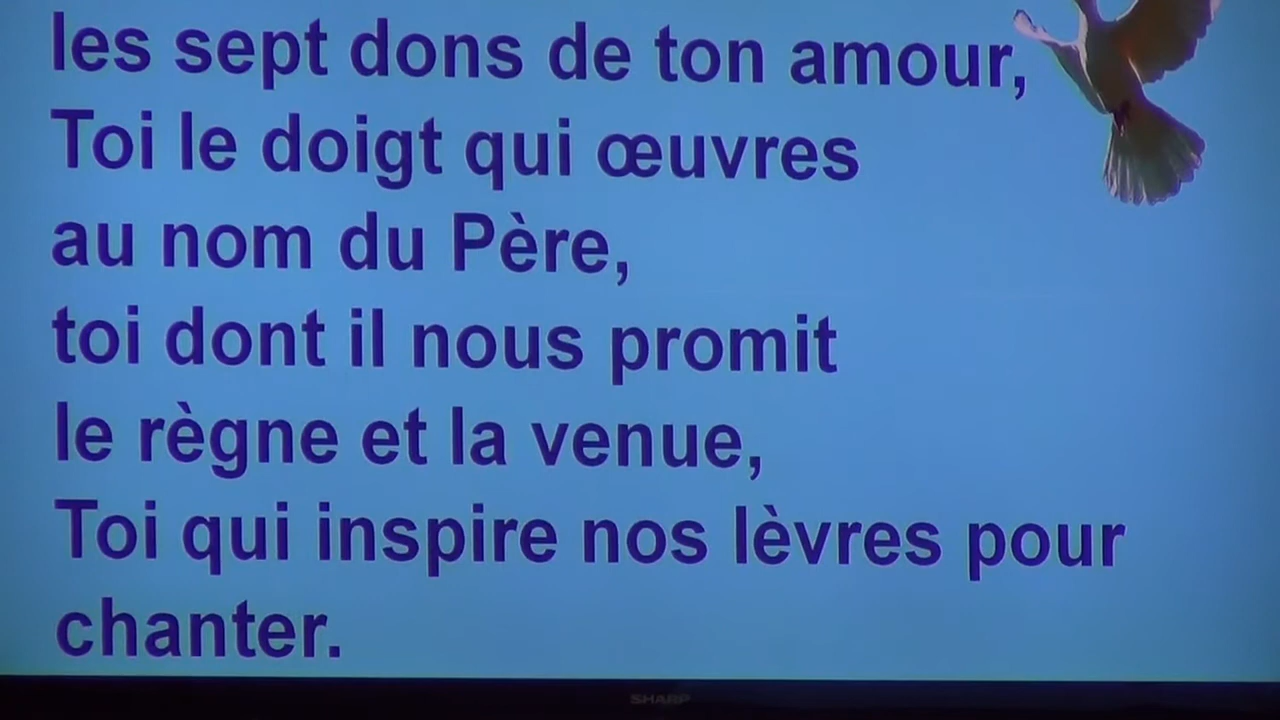 les sept dons de ton amour,
Toi le doigt qui œuvres
au nom du Père,
toi dont il nous promit
le règne et la venue,
Toi qui inspire nos lèvres pour
chanter.
SHARP